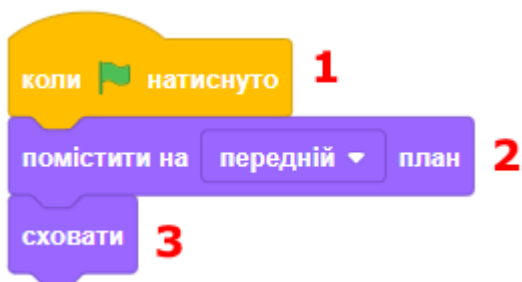 коли натиснуто 1
помістити на передній план 2
сховати 3